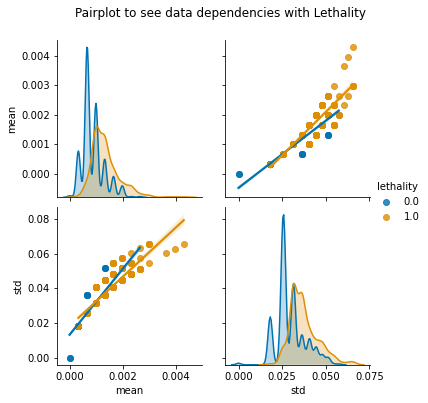 Pairplot to see data dependencies with Lethality
0.004
0.003
0.002
0.001
0.000
mean
lethality
0.0
1.0
0.08
0.06
0.04
0.02
0.00
std
0.000 0.002 0.004
mean
0.000 0.025 0.050 0.075
std